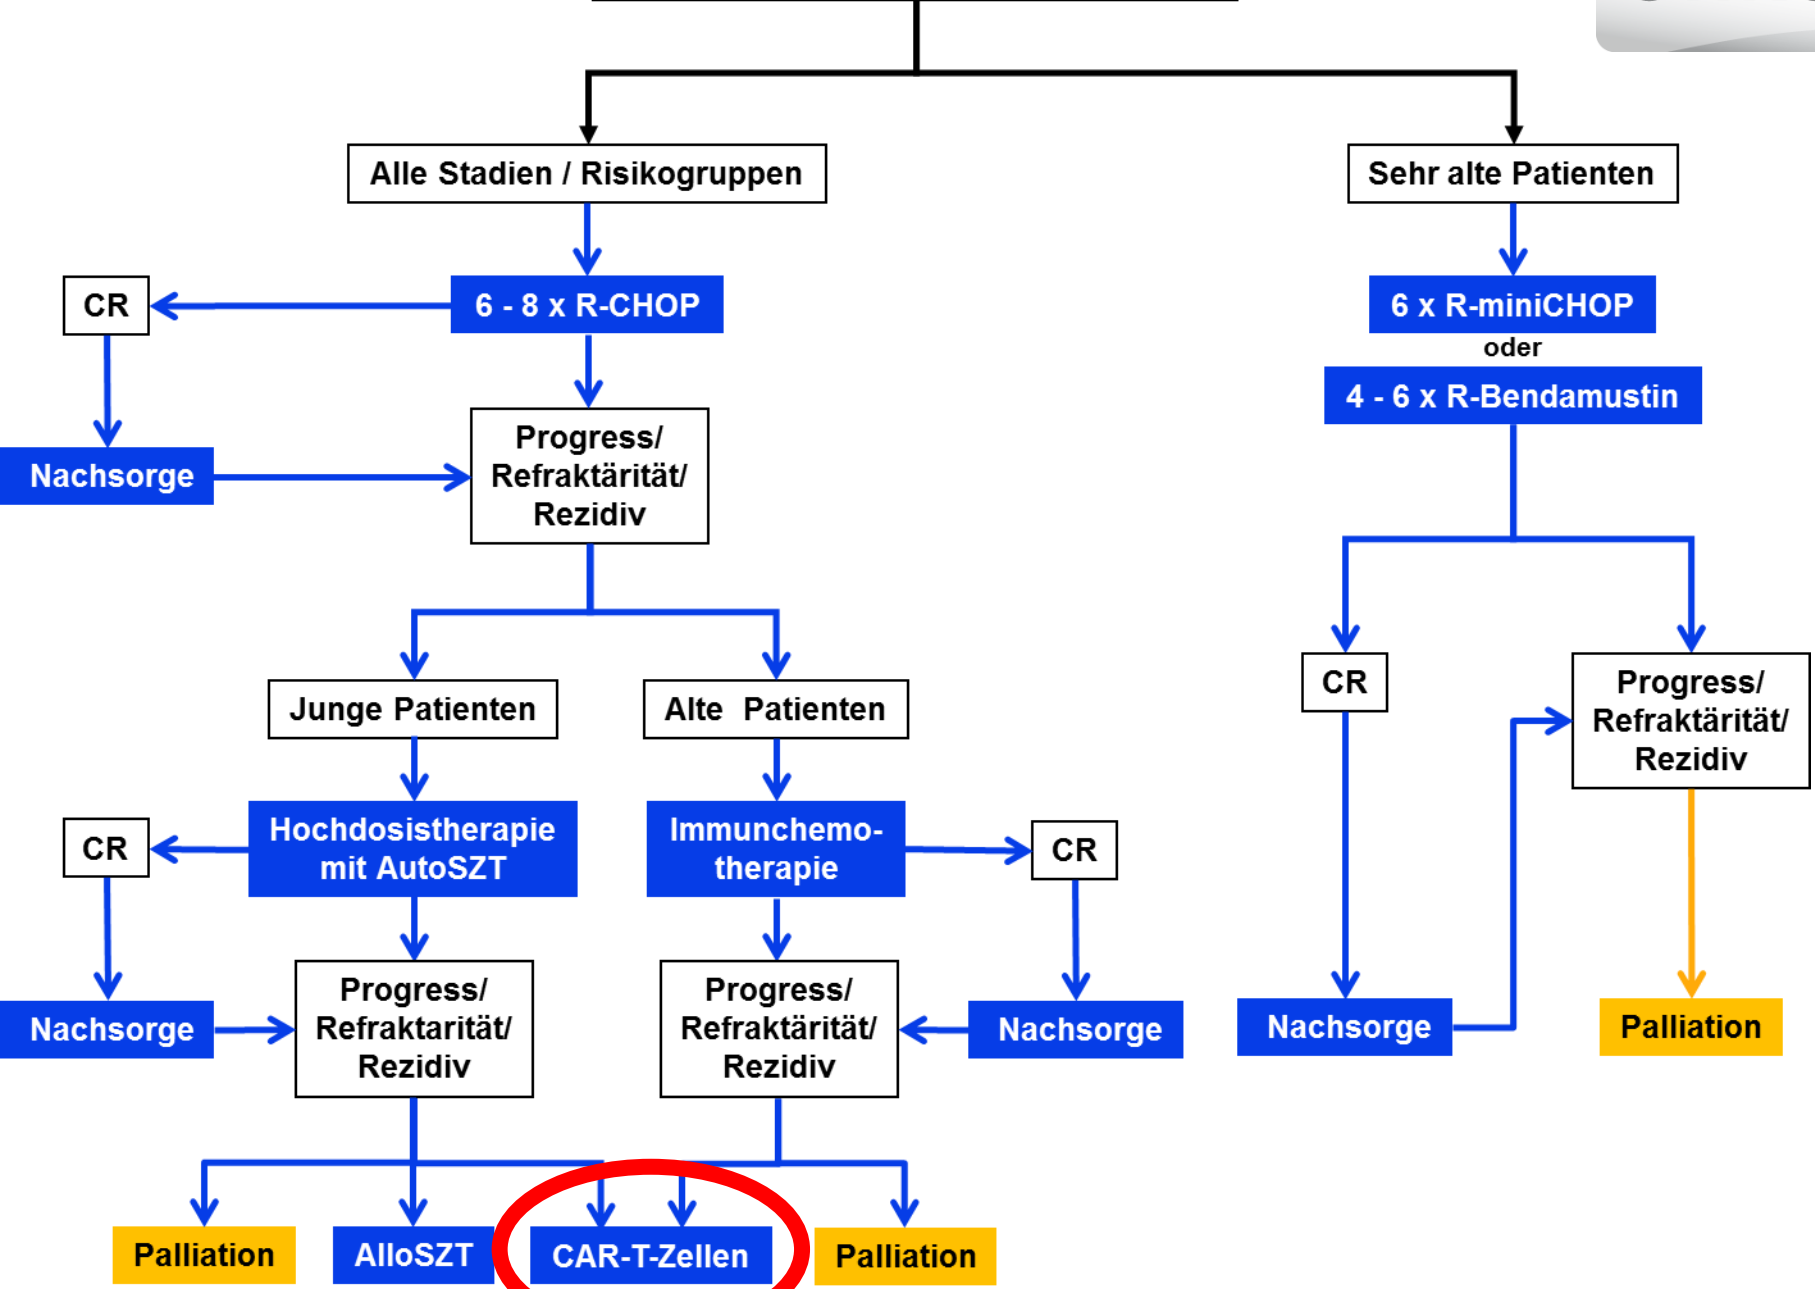 Alle Stadien / Risikogruppen
Sehr alte Patienten
CR
6 - 8 x R-CHOP
6 x R-miniCHOP
oder
4 - 6 x R-Bendamustin
Nachsorge
Progress/
Refraktärität/
Rezidiv
Junge Patienten
Alte Patienten
CR
Progress/
Refraktärität/
Rezidiv
CR
Hochdosistherapie
mit AutoSZT
Immunchemo-
therapie
CR
Nachsorge
Progress/
Refraktarität/
Rezidiv
Progress/
Refraktärität/
Rezidiv
Nachsorge
Nachsorge
Palliation
Palliation
AlloSZT
CAR-T-Zellen
Palliation